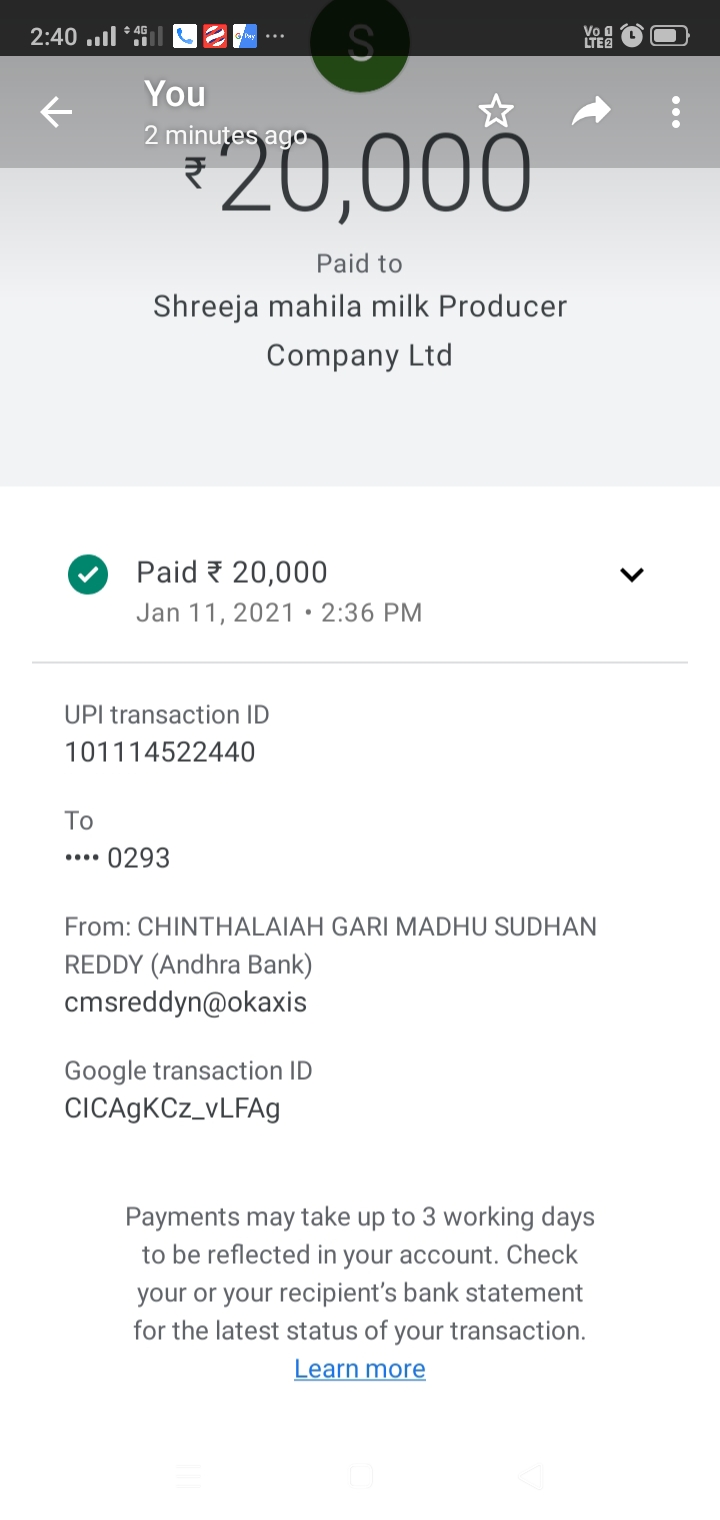 2:40 4G GPay ... Vo LTE2
S
You
2 minutes ago
₹20,000
Paid to
Shreeja mahila milk Producer
Company Ltd
Paid ₹ 20,000
Jan 11, 2021 • 2:36 PM
UPI transaction ID
101114522440
To
•••• 0293
From: CHINTHALAIAH GARI MADHU SUDHAN
REDDY (Andhra Bank)
cmsreddyn@okaxis
Google transaction ID
CICAgKCz_vLFAg
Payments may take up to 3 working days
to be reflected in your account. Check
your or your recipient's bank statement
for the latest status of your transaction.
Learn more